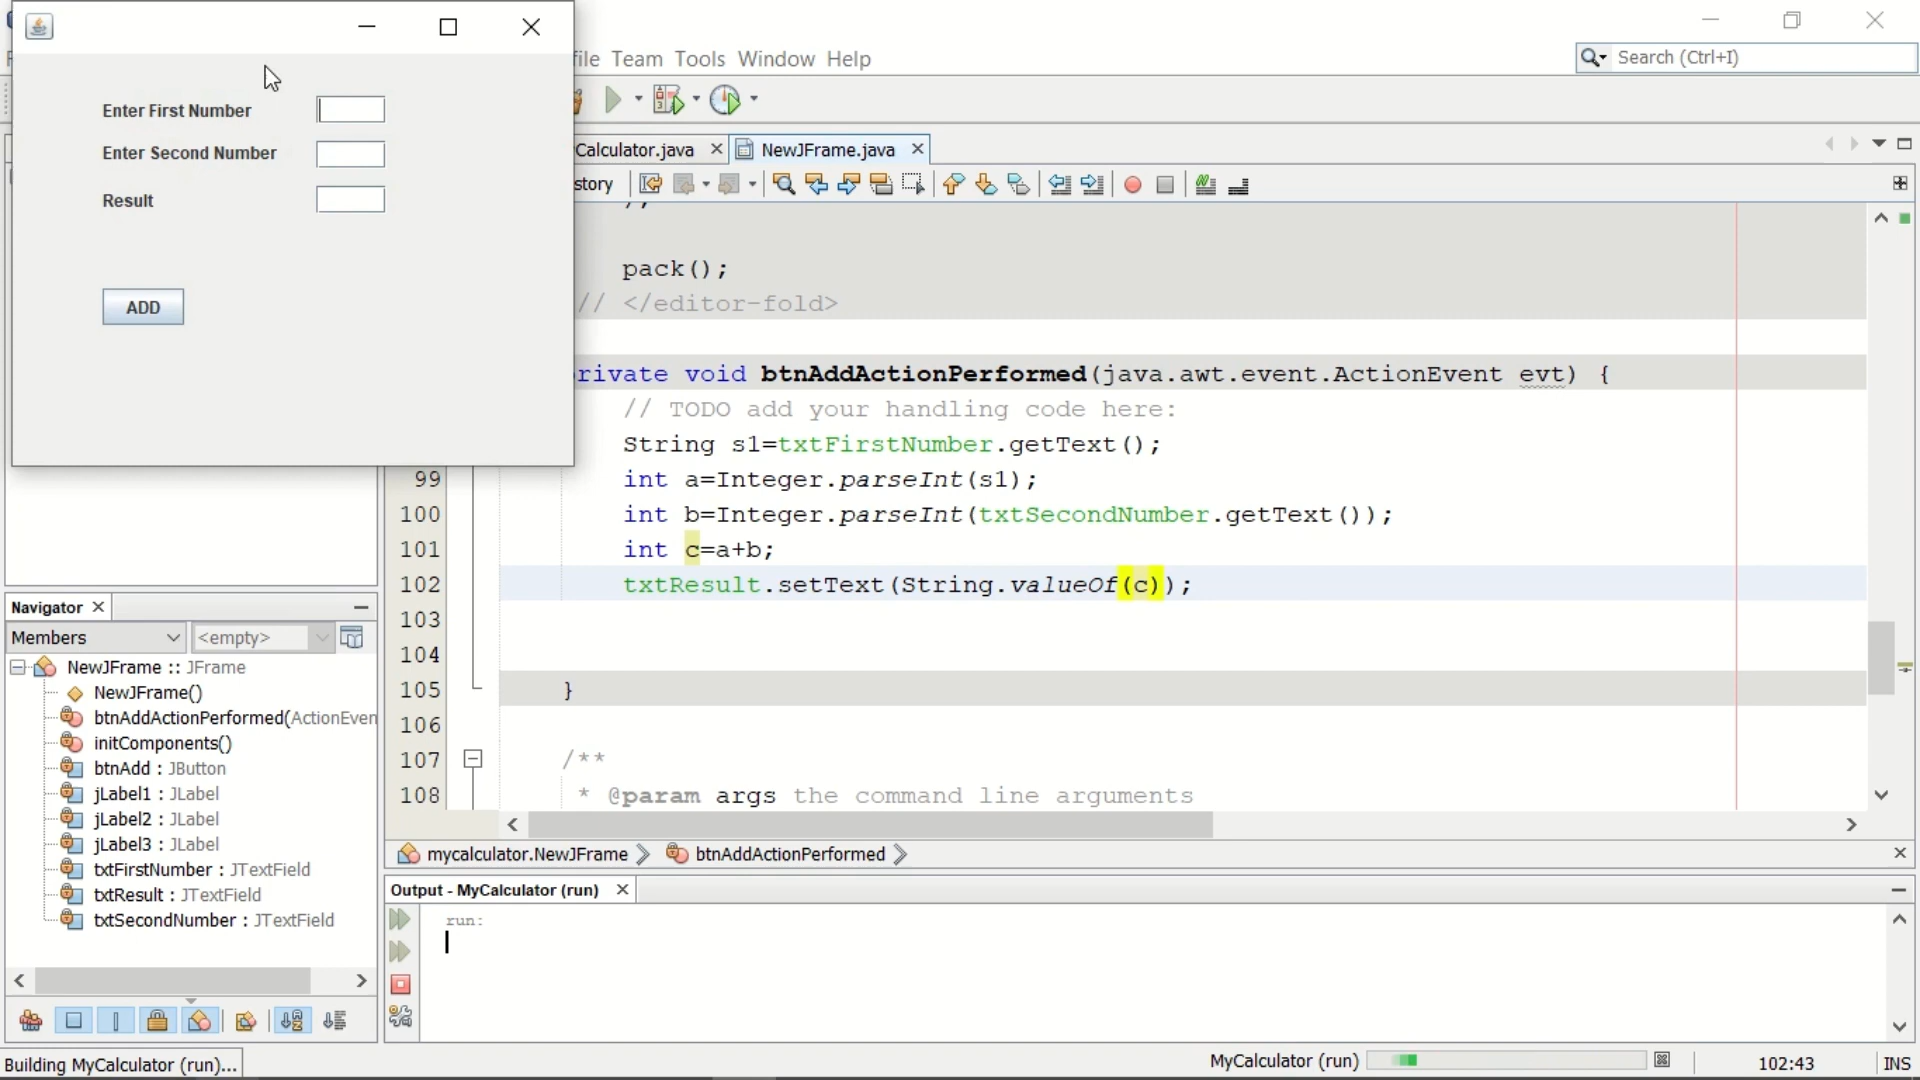 file Team Tools Window Help
Search (Ctrl+I)
Enter First Number
Enter Second Number
Result
ADD
Calculator.java
NewJFrame.java
story
pack();
// </editor-fold>
rivate void btnAddActionPerformed(java.awt.event.ActionEvent evt) {
// TODO add your handling code here:
String s1=txtFirstNumber.getText();
99 int a=Integer.parseInt(s1);
100 int b=Integer.parseInt(txtSecondNumber.getText());
101 int c=a+b;
102 txtResult.setText(String.valueOf(c));
103
104
105 }
106
107 /**
108 * @param args the command line arguments
Navigator
Members <empty>
NewJFrame :: JFrame
NewJFrame()
btnAddActionPerformed(ActionEven
initComponents()
btnAdd : JButton
jLabel1 : JLabel
jLabel2 : JLabel
jLabel3 : JLabel
txtFirstNumber : JTextField
txtResult : JTextField
txtSecondNumber : JTextField
mycalculator.NewJFrame btnAddActionPerformed
Output - MyCalculator (run)
run:
Building MyCalculator (run)...
MyCalculator (run)
102:43
INS